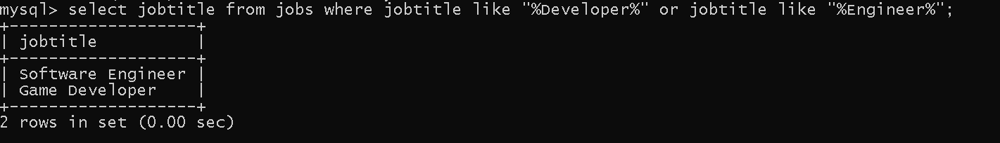 mysql> select jobtitle from jobs where jobtitle like "%Developer%" or jobtitle like "%Engineer%";
+-------------------+
| jobtitle          |
+-------------------+
| Software Engineer |
| Game Developer    |
+-------------------+
2 rows in set (0.00 sec)